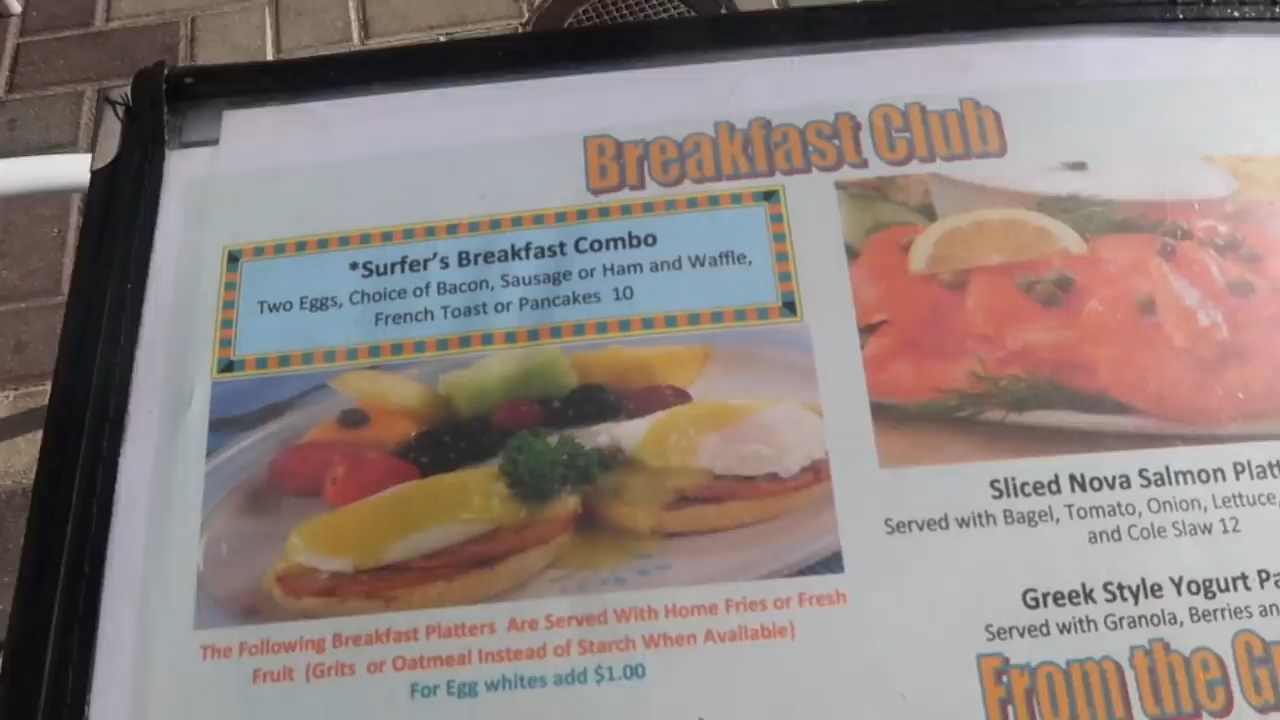 Breakfast Club
*Surfer's Breakfast Combo
Two Eggs, Choice of Bacon, Sausage or Ham and Waffle,
French Toast or Pancakes 10
The Following Breakfast Platters Are Served With Home Fries or Fresh
Fruit (Grits or Oatmeal Instead of Starch When Available)
For Egg whites add $1.00
Sliced Nova Salmon
Served with Bagel, Tomato, Onion, Lettuce,
and Cole Slaw 12
Greek Style Yogurt
Served with Granola, Berries
From the